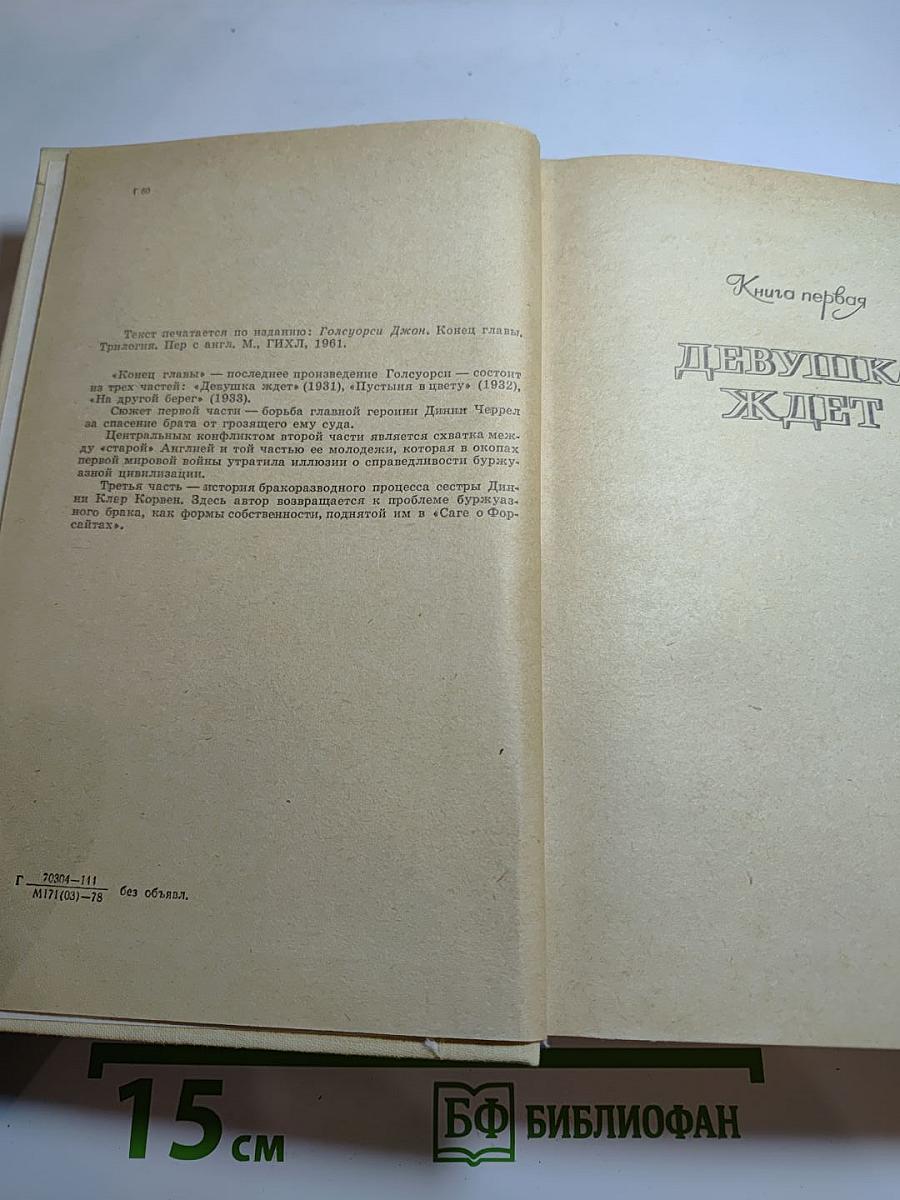 Г 60
Текст печатается по изданию: Голсуорси Джон. Конец главы.
Трилогия. Пер с англ. М., ГИХЛ, 1961.
«Конец главы» — последнее произведение Голсуорси — состоит
из трех частей: «Девушка ждет» (1931), «Пустыня в цвету» (1932),
«На другой берег» (1933).
Сюжет первой части — борьба главной героини Динни Черрел
за спасение брата от грозящего ему суда.
Центральным конфликтом второй части является схватка меж-
ду «старой» Англией и той частью ее молодежи, которая в окопах
первой мировой войны утратила иллюзии о справедливости буржу-
азной цивилизации.
Третья часть — история бракоразводного процесса сестры Дин-
ни Клер Корвен. Здесь автор возвращается к проблеме буржуаз-
ного брака, как формы собственности, поднятой им в «Саге о Фор-
сайтах».
Г 70304—111
М171(03)—78 без объявл.
Книга первая
ДЕВУШКА
ЖДЕТ
15 см
БФ БИБЛИОФАН